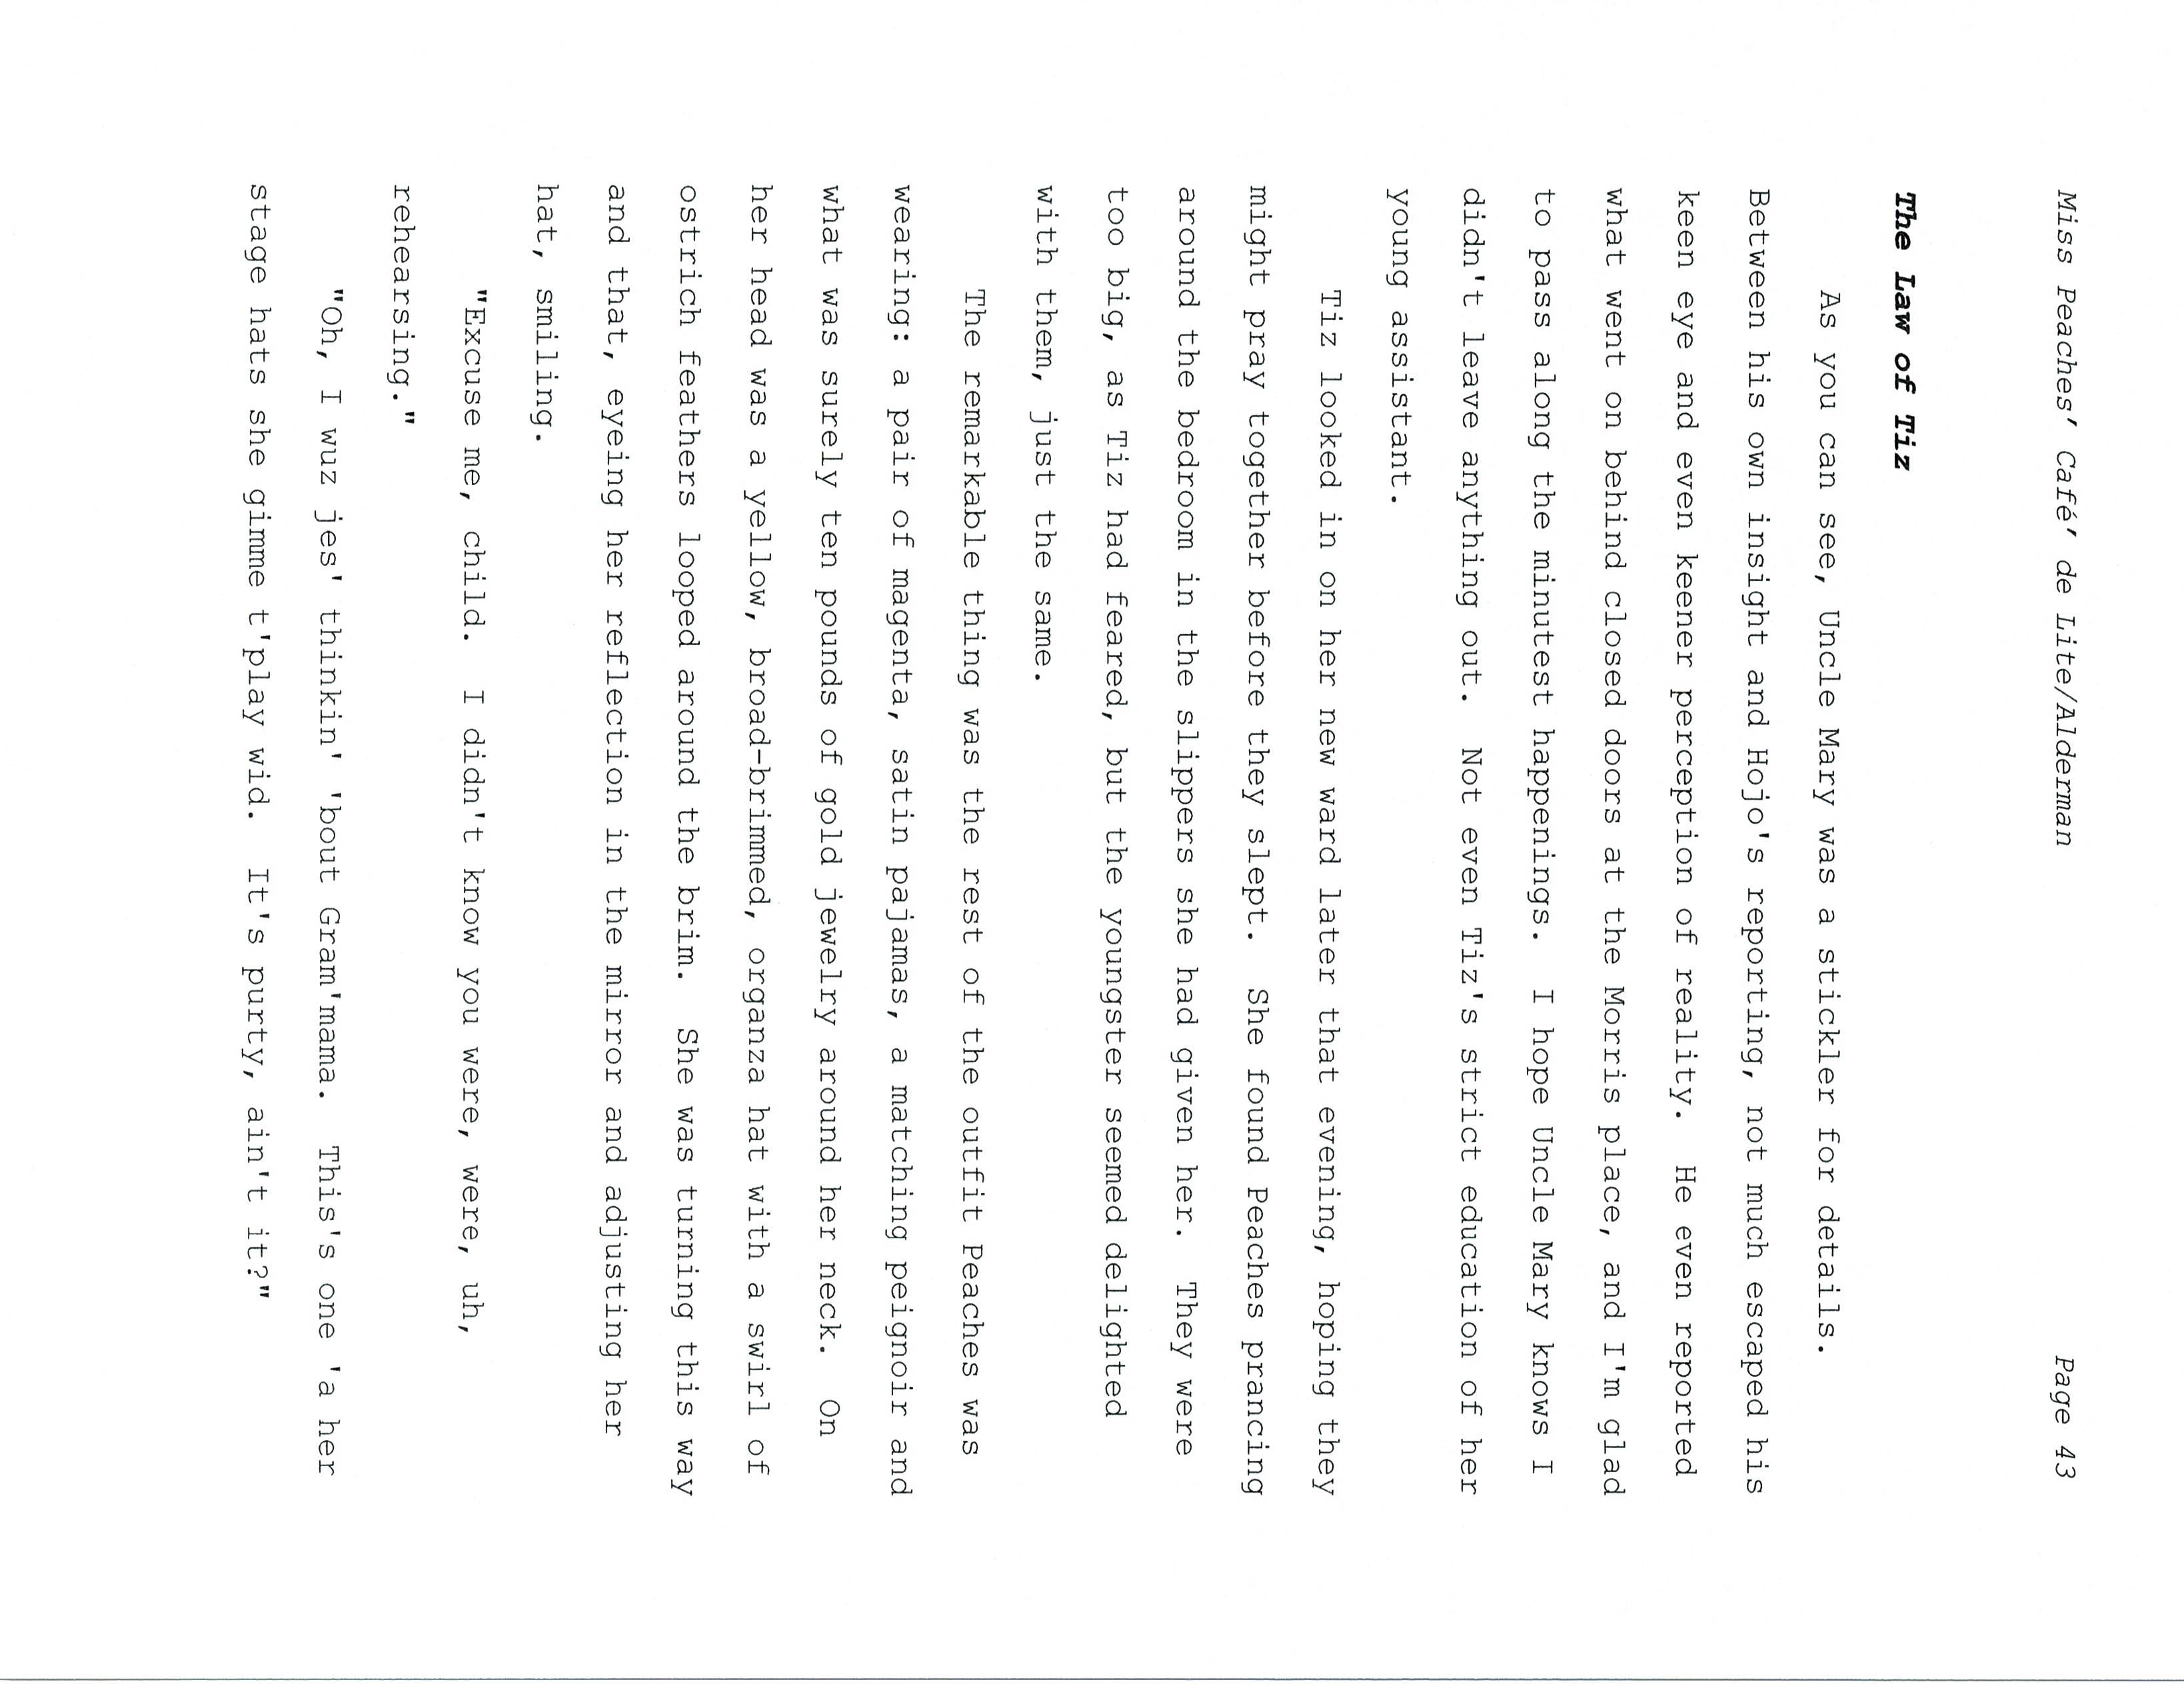 Miss Peaches' Café' de Lite/Alderman Page 43
The Law of Tiz
As you can see, Uncle Mary was a stickler for details.
Between his own insight and Hojo's reporting, not much escaped his
keen eye and even keener perception of reality. He even reported
what went on behind closed doors at the Morris place, and I'm glad
to pass along the minutest happenings. I hope Uncle Mary knows I
didn't leave anything out. Not even Tiz's strict education of her
young assistant.
Tiz looked in on her new ward later that evening, hoping they
might pray together before they slept. She found Peaches prancing
around the bedroom in the slippers she had given her. They were
too big, as Tiz had feared, but the youngster seemed delighted
with them, just the same.
The remarkable thing was the rest of the outfit Peaches was
wearing: a pair of magenta, satin pajamas, a matching peignoir and
what was surely ten pounds of gold jewelry around her neck. On
her head was a yellow, broad-brimmed, organza hat with a swirl of
ostrich feathers looped around the brim. She was turning this way
and that, eyeing her reflection in the mirror and adjusting her
hat, smiling.
"Excuse me, child. I didn't know you were, were, uh,
rehearsing."
"Oh, I wuz jes' thinkin' 'bout Gram'mama. This's one 'a her
stage hats she gimme t'play wid. It's purty, ain't it?"